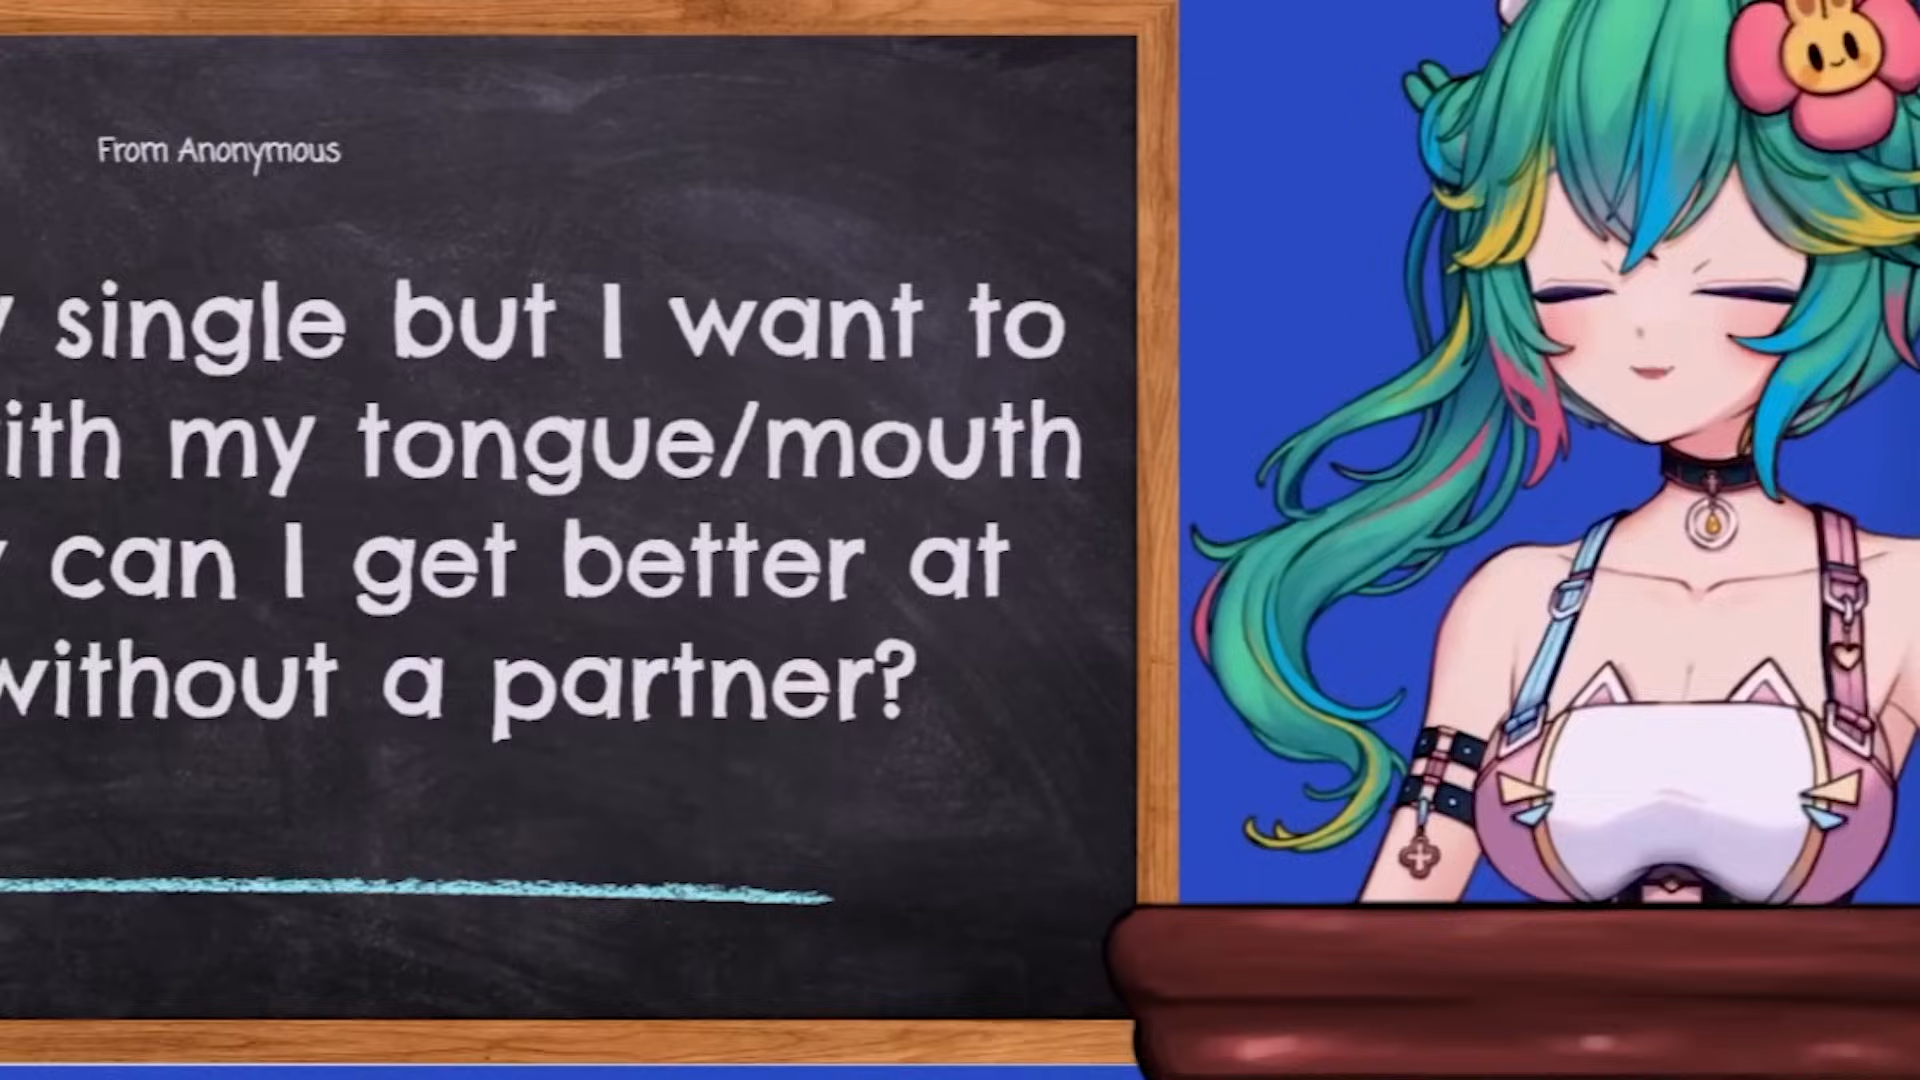 From Anonymous
single but I want to
my tongue/mouth
can I get better at
without a partner?